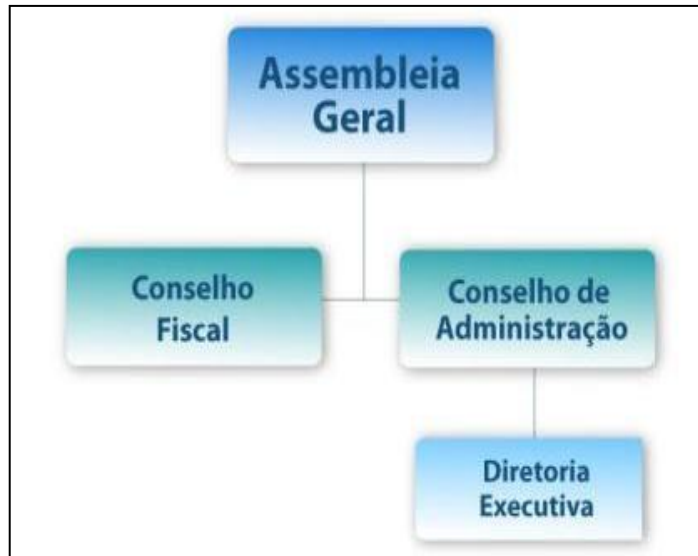 Assembleia
Geral
Conselho
Fiscal
Conselho de
Administração
Diretoria
Executiva